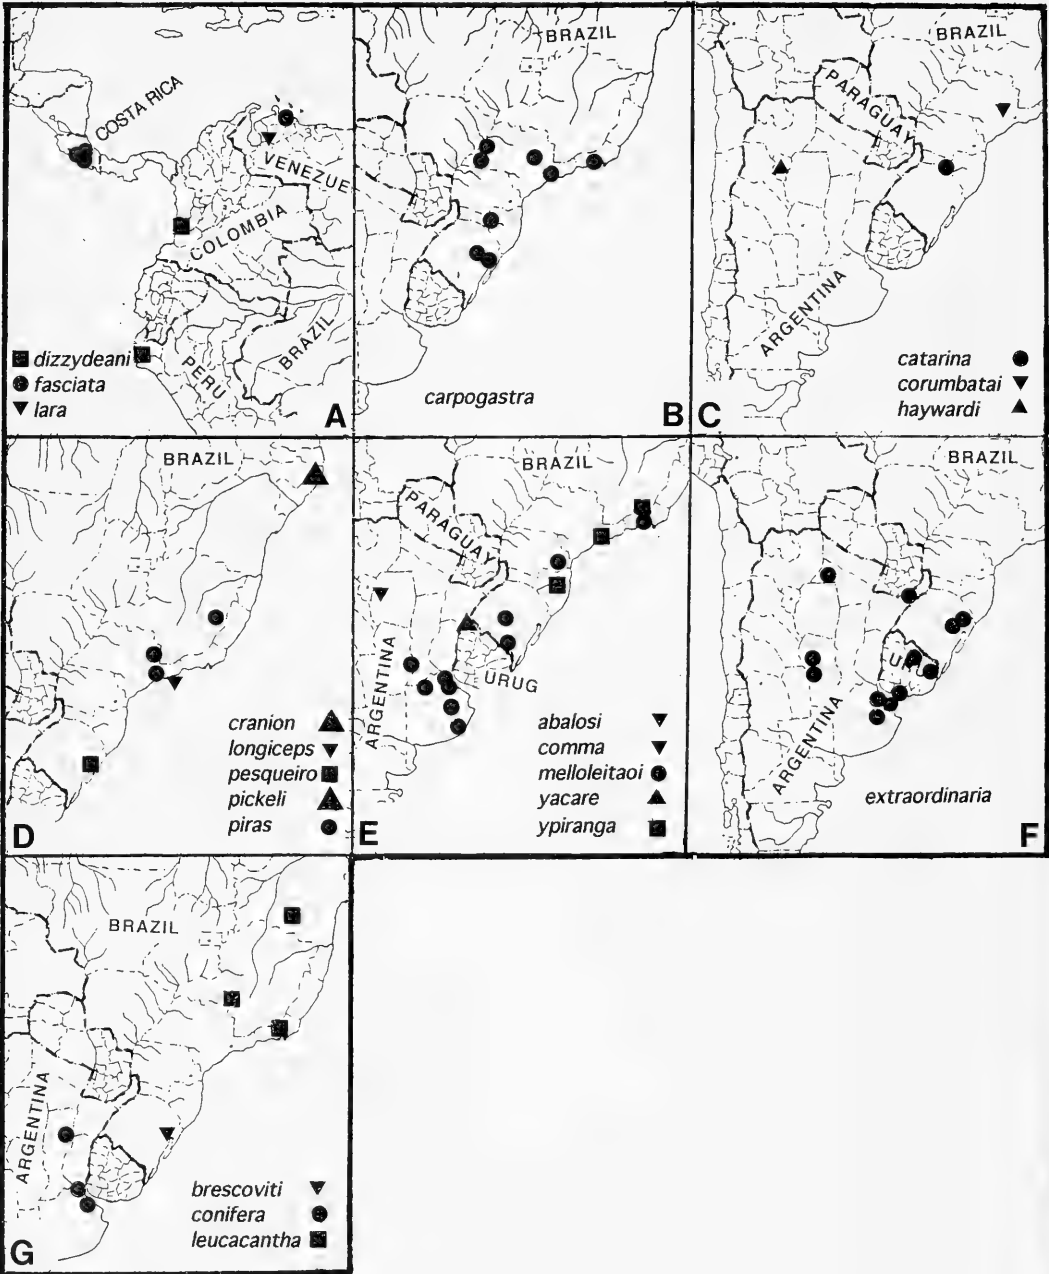 COSTA RICA
VENEZUE
COLOMBIA
BRAZIL
PERU
dizzydeani
fasciata
lara
A
BRAZIL
carpogastra
B
BRAZIL
PARAGUAY
ARGENTINA
catarina
corumbatai
haywardi
C
BRAZIL
cranion
longiceps
pesqueiro
pickeli
piras
D
BRAZIL
PARAGUAY
ARGENTINA
URUG
abalosi
comma
melloleitaoi
yacare
ypiranga
E
BRAZIL
URU
ARGENTINA
extraordinaria
F
BRAZIL
ARGENTINA
brescoviti
conifera
leucacantha
G